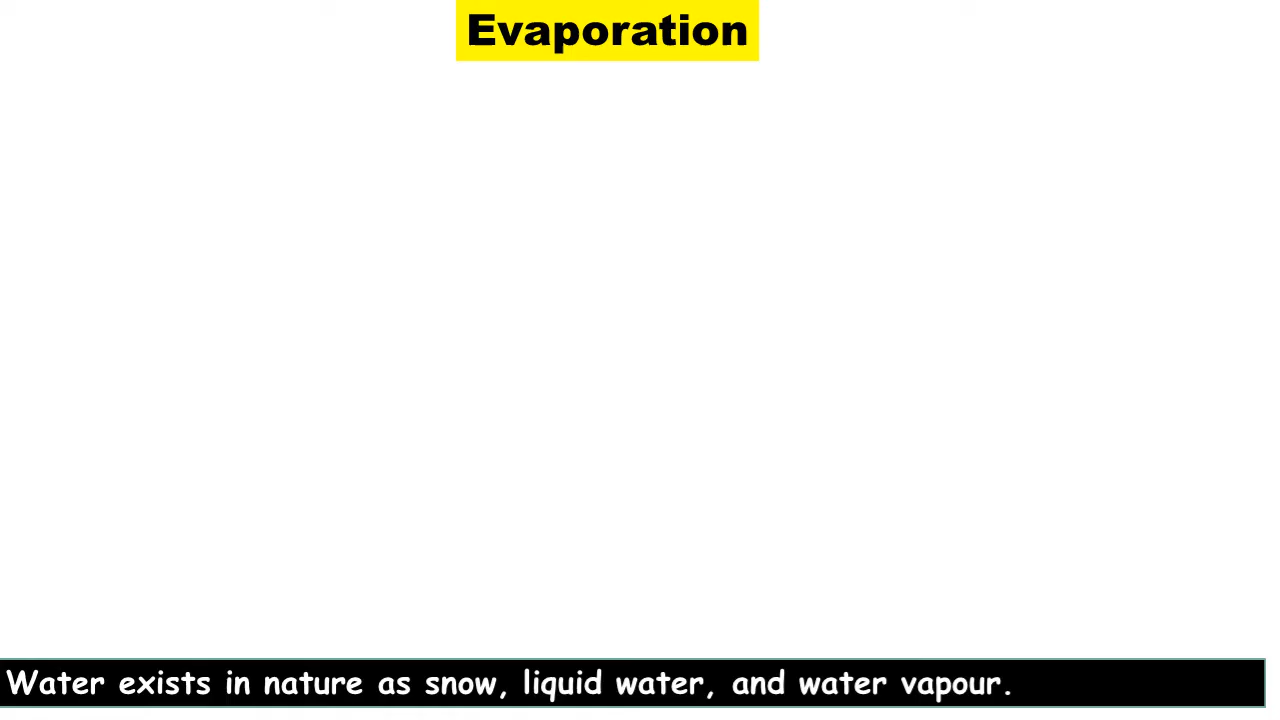 Evaporation
Water exists in nature as snow, liquid water, and water vapour.